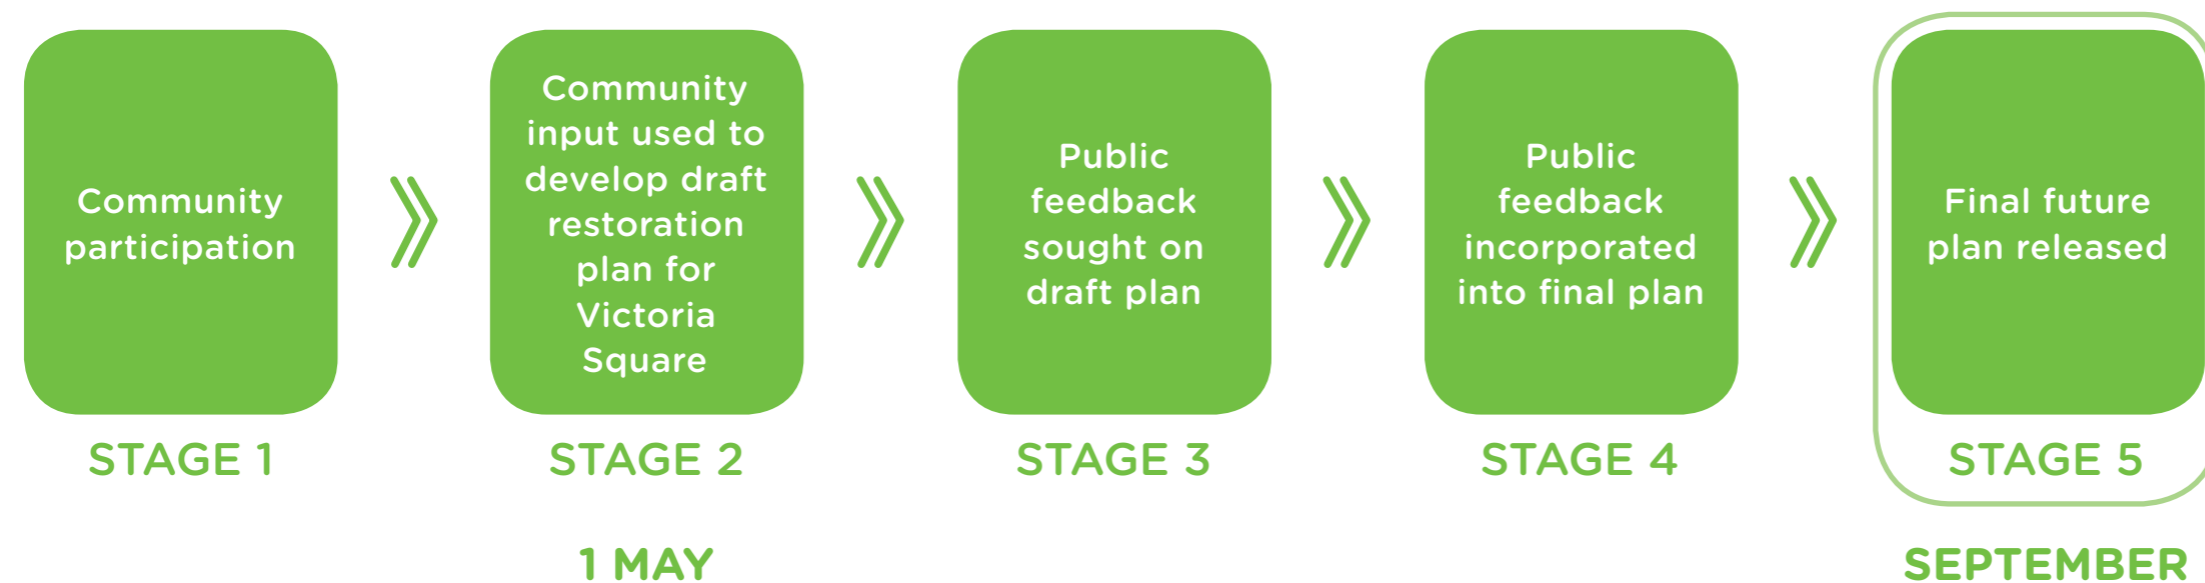 Community
participation
STAGE 1
Community
input used to
develop draft
restoration
plan for
Victoria
Square
STAGE 2
1 MAY
Public
feedback
sought on
draft plan
STAGE 3
Public
feedback
incorporated
into final plan
STAGE 4
Final future
plan released
STAGE 5
SEPTEMBER